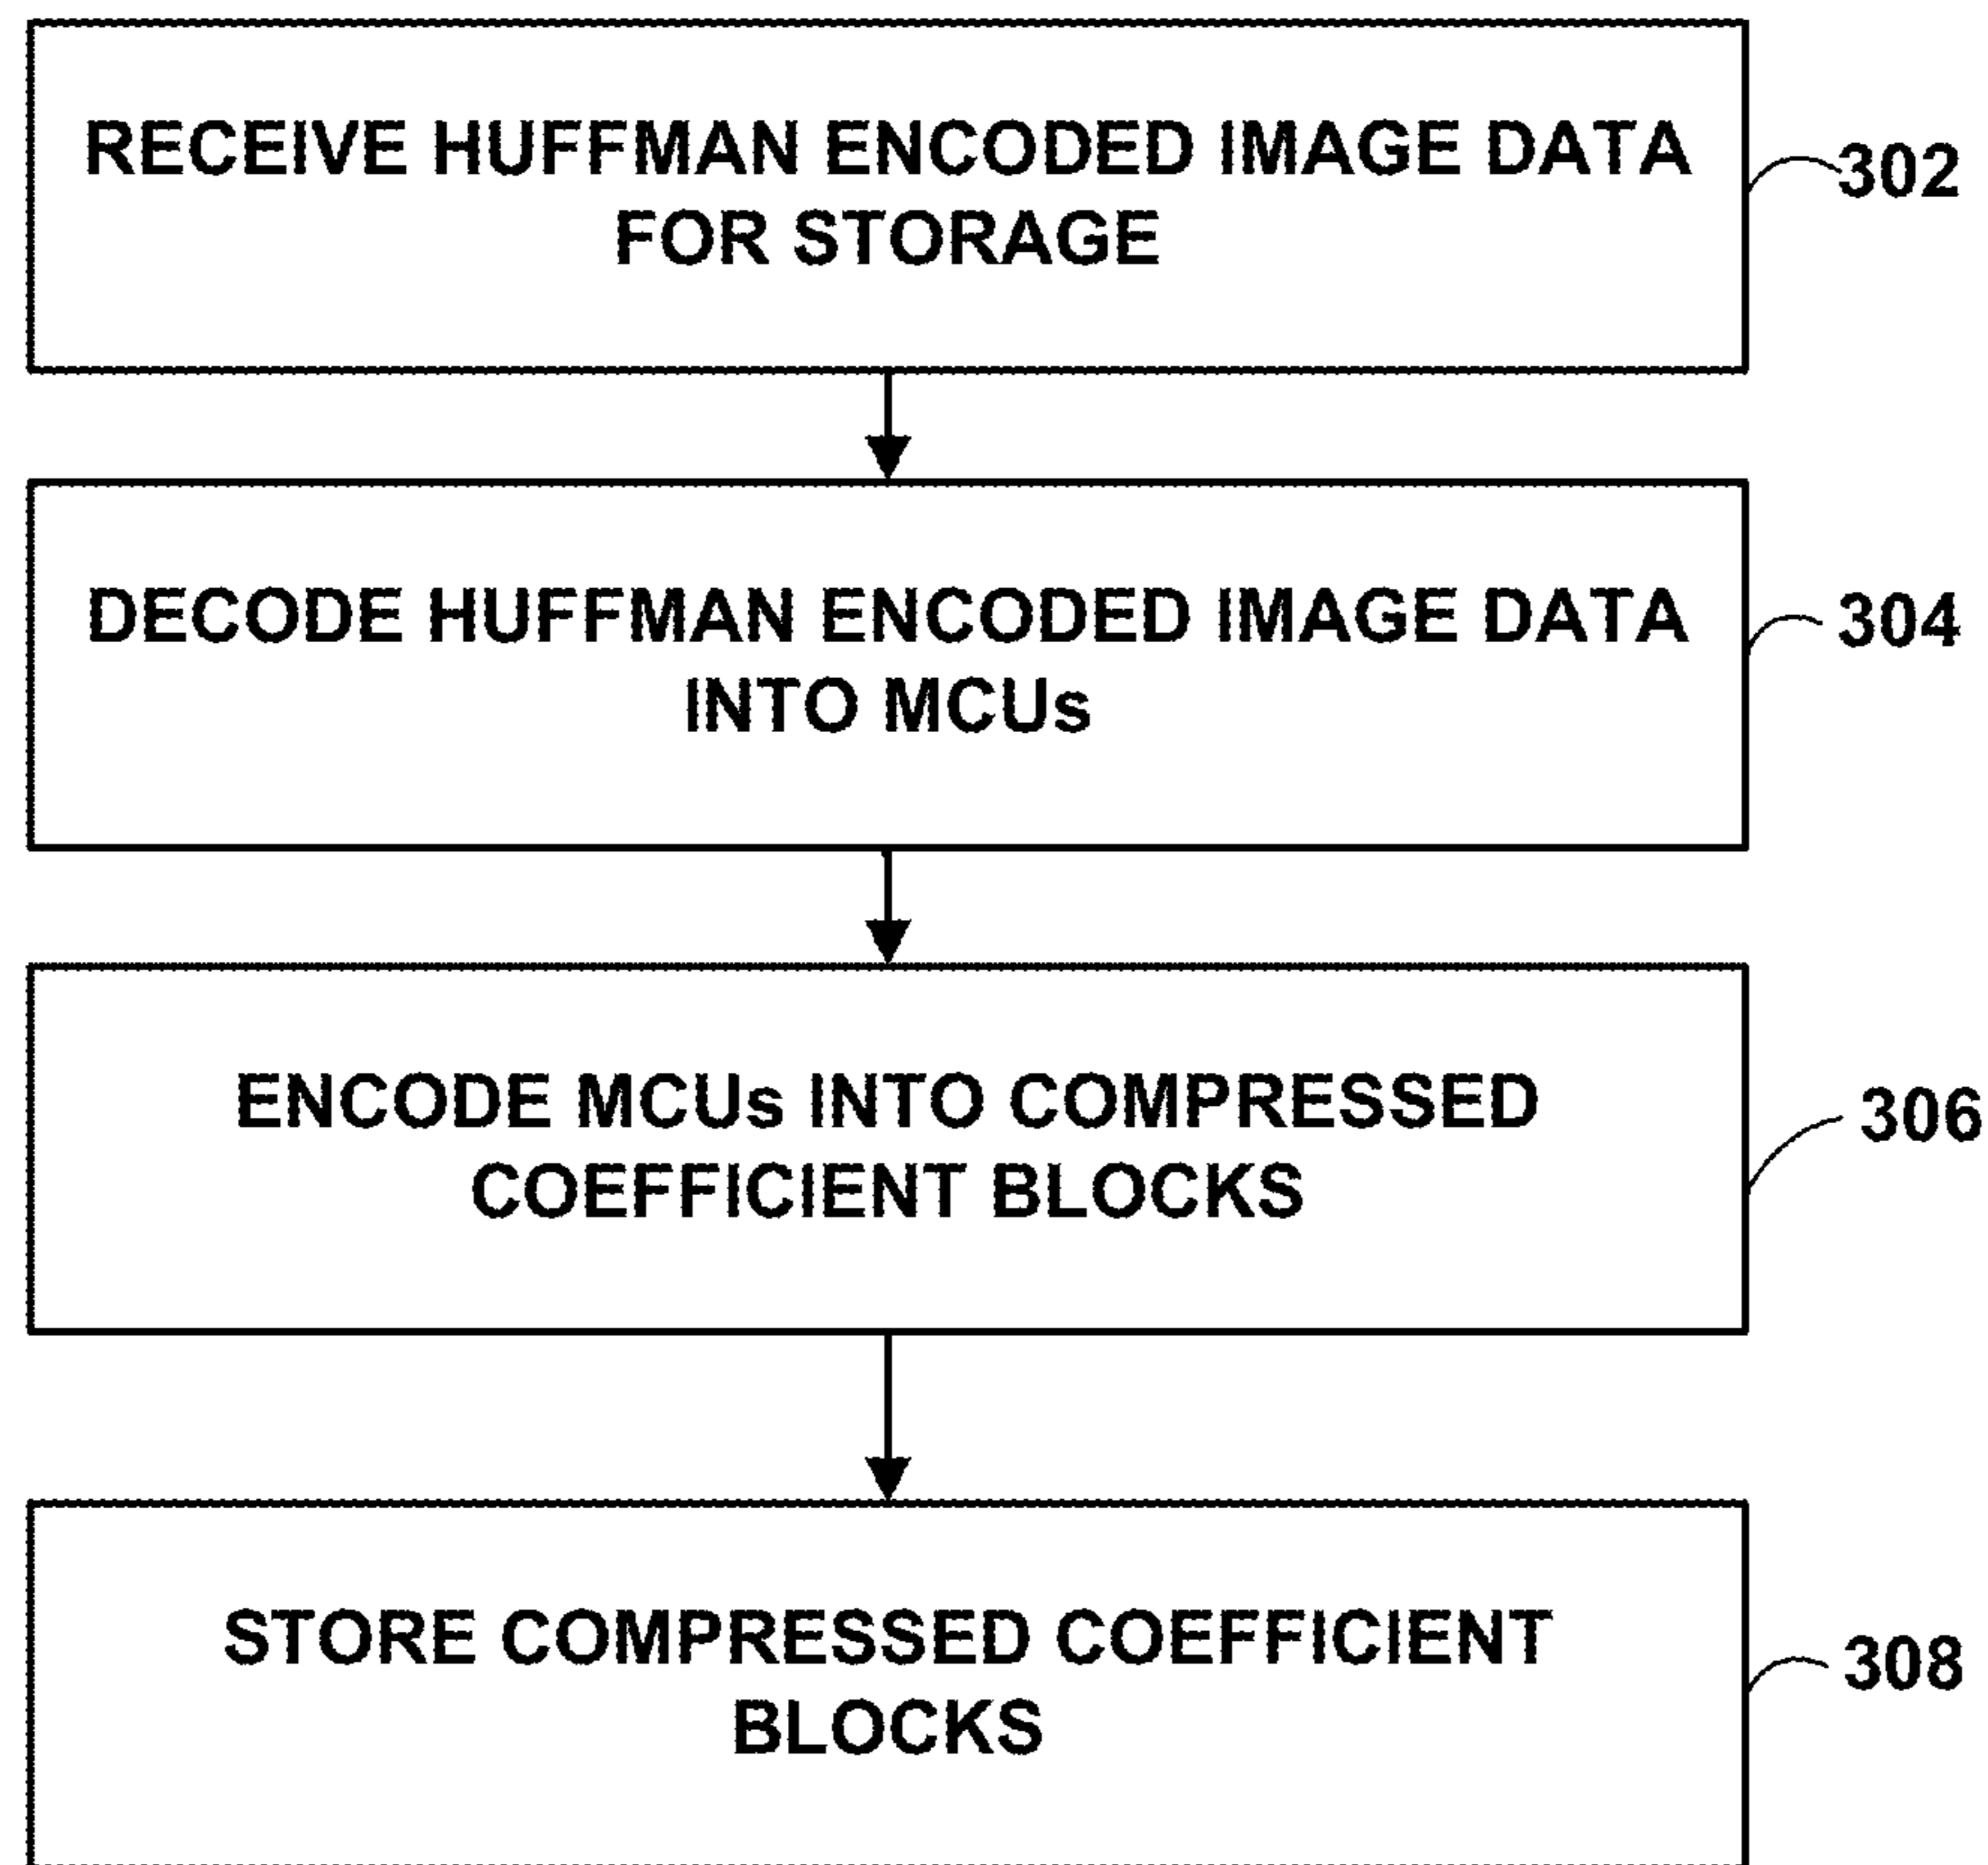 RECEIVE HUFFMAN ENCODED IMAGE DATA
FOR STORAGE
302
DECODE HUFFMAN ENCODED IMAGE DATA
INTO MCUs
304
ENCODE MCUs INTO COMPRESSED
COEFFICIENT BLOCKS
306
STORE COMPRESSED COEFFICIENT
BLOCKS
308